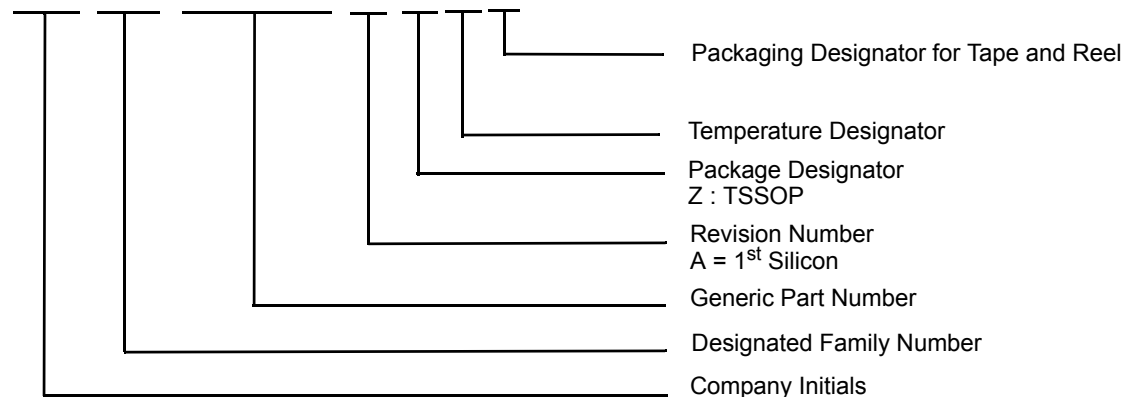 Packaging Designator for Tape and Reel
Temperature Designator
Package Designator
Z : TSSOP
Revision Number
A = 1st Silicon
Generic Part Number
Designated Family Number
Company Initials